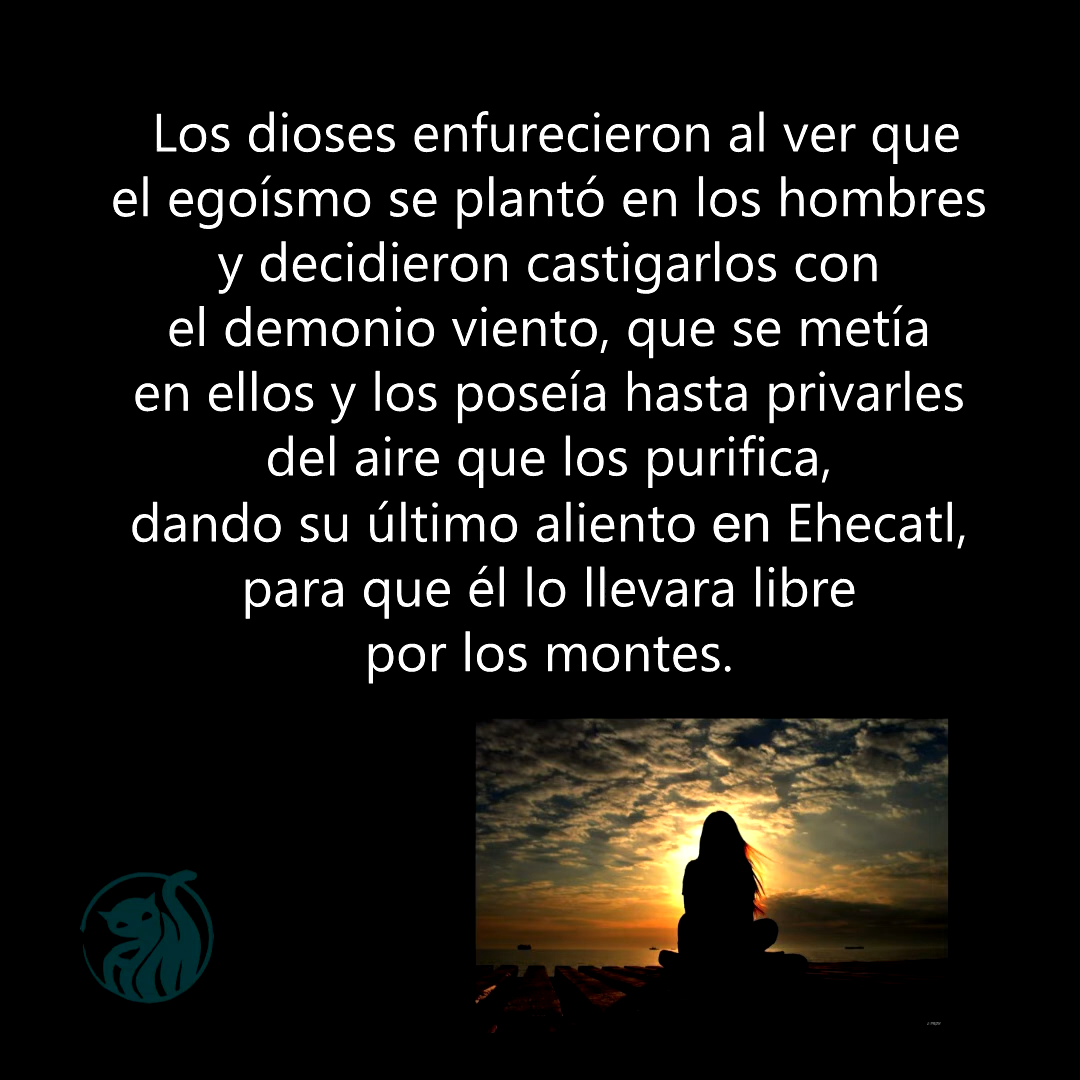 Los dioses enfurecieron al ver que
el egoísmo se plantó en los hombres
y decidieron castigarlos con
el demonio viento, que se metía
en ellos y los poseía hasta privarles
del aire que los purifica,
dando su último aliento en Ehecatl,
para que él lo llevara libre
por los montes.